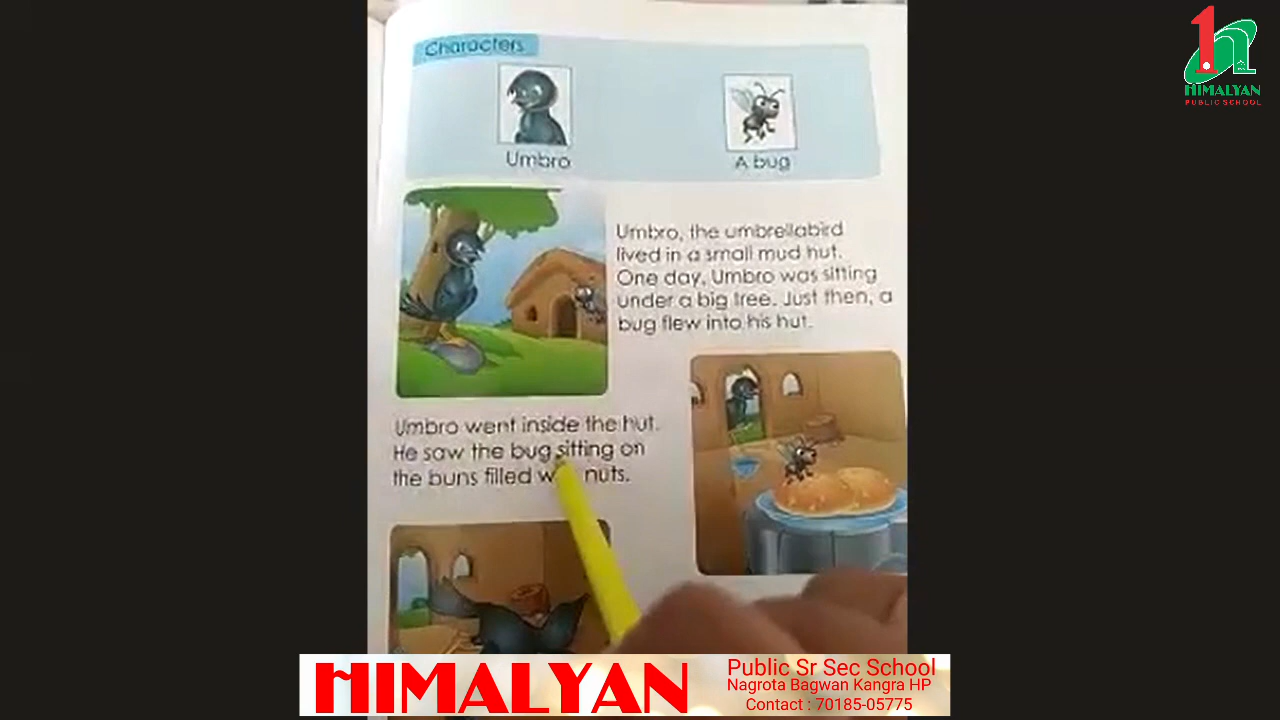 Characters
Umbro
A bug
Umbro, the umbrellabird
lived in a small mud hut.
One day, Umbro was sitting
under a big tree. Just then, a
bug flew into his hut.
Umbro went inside the hut.
He saw the bug sitting on
the buns filled w nuts.
1
HIMALYAN
PUBLIC SCHOOL
HIMALYAN
Public Sr Sec School
Nagrota Bagwan Kangra HP
Contact : 70185-05775